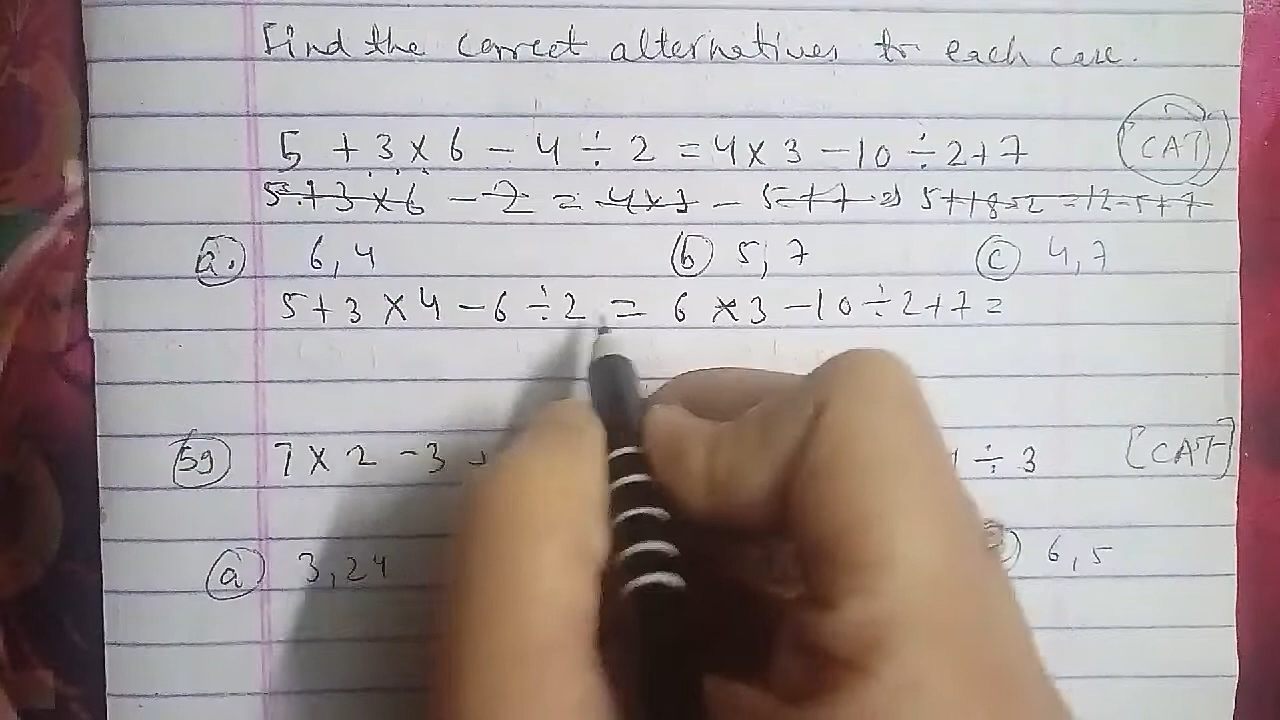 Find the correct alternatives to each case.
5 + 3 × 6 - 4 ÷ 2 = 4 × 3 - 10 ÷ 2 + 7 [CAT]
5 + 3 × 6 - 2 = 4×3 - 5 + 7 ⇒ 5 + 18 - 2 = 12 - 5 + 7
(a.) 6, 4 (b) 5, 7 (c) 4, 7
5 + 3 × 4 - 6 ÷ 2 = 6 × 3 - 10 ÷ 2 + 7 =
(59) 7 × 2 - 3 + ÷ 3 [CAT]
(a) 3, 24 6, 5